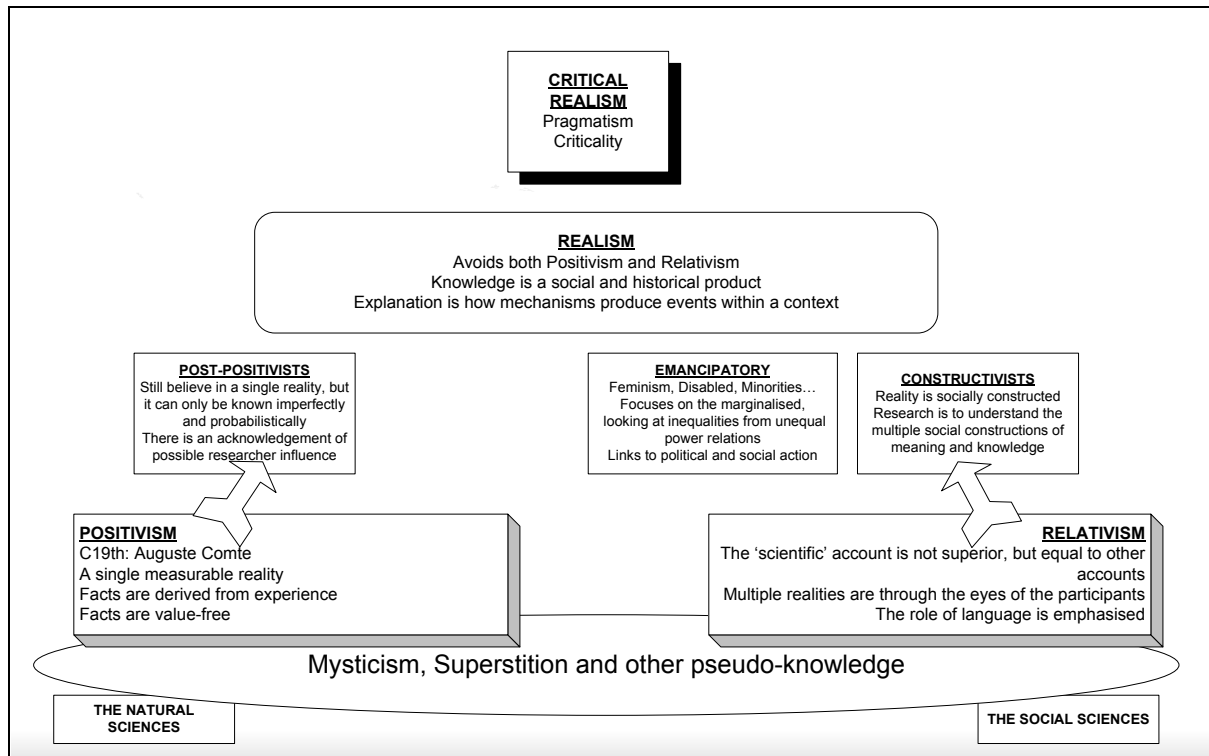 CRITICAL
REALISM
Pragmatism
Criticality
REALISM
Avoids both Positivism and Relativism
Knowledge is a social and historical product
Explanation is how mechanisms produce events within a context
POST-POSITIVISTS
Still believe in a single reality, but
it can only be known imperfectly
and probabilistically
There is an acknowledgement of
possible researcher influence
EMANCIPATORY
Feminism, Disabled, Minorities…
Focuses on the marginalised,
looking at inequalities from unequal
power relations
Links to political and social action
CONSTRUCTIVISTS
Reality is socially constructed
Research is to understand the
multiple social constructions of
meaning and knowledge
POSITIVISM
C19th: Auguste Comte
A single measurable reality
Facts are derived from experience
Facts are value-free
RELATIVISM
The ‘scientific’ account is not superior, but equal to other
accounts
Multiple realities are through the eyes of the participants
The role of language is emphasised
Mysticism, Superstition and other pseudo-knowledge
THE NATURAL
SCIENCES
THE SOCIAL SCIENCES